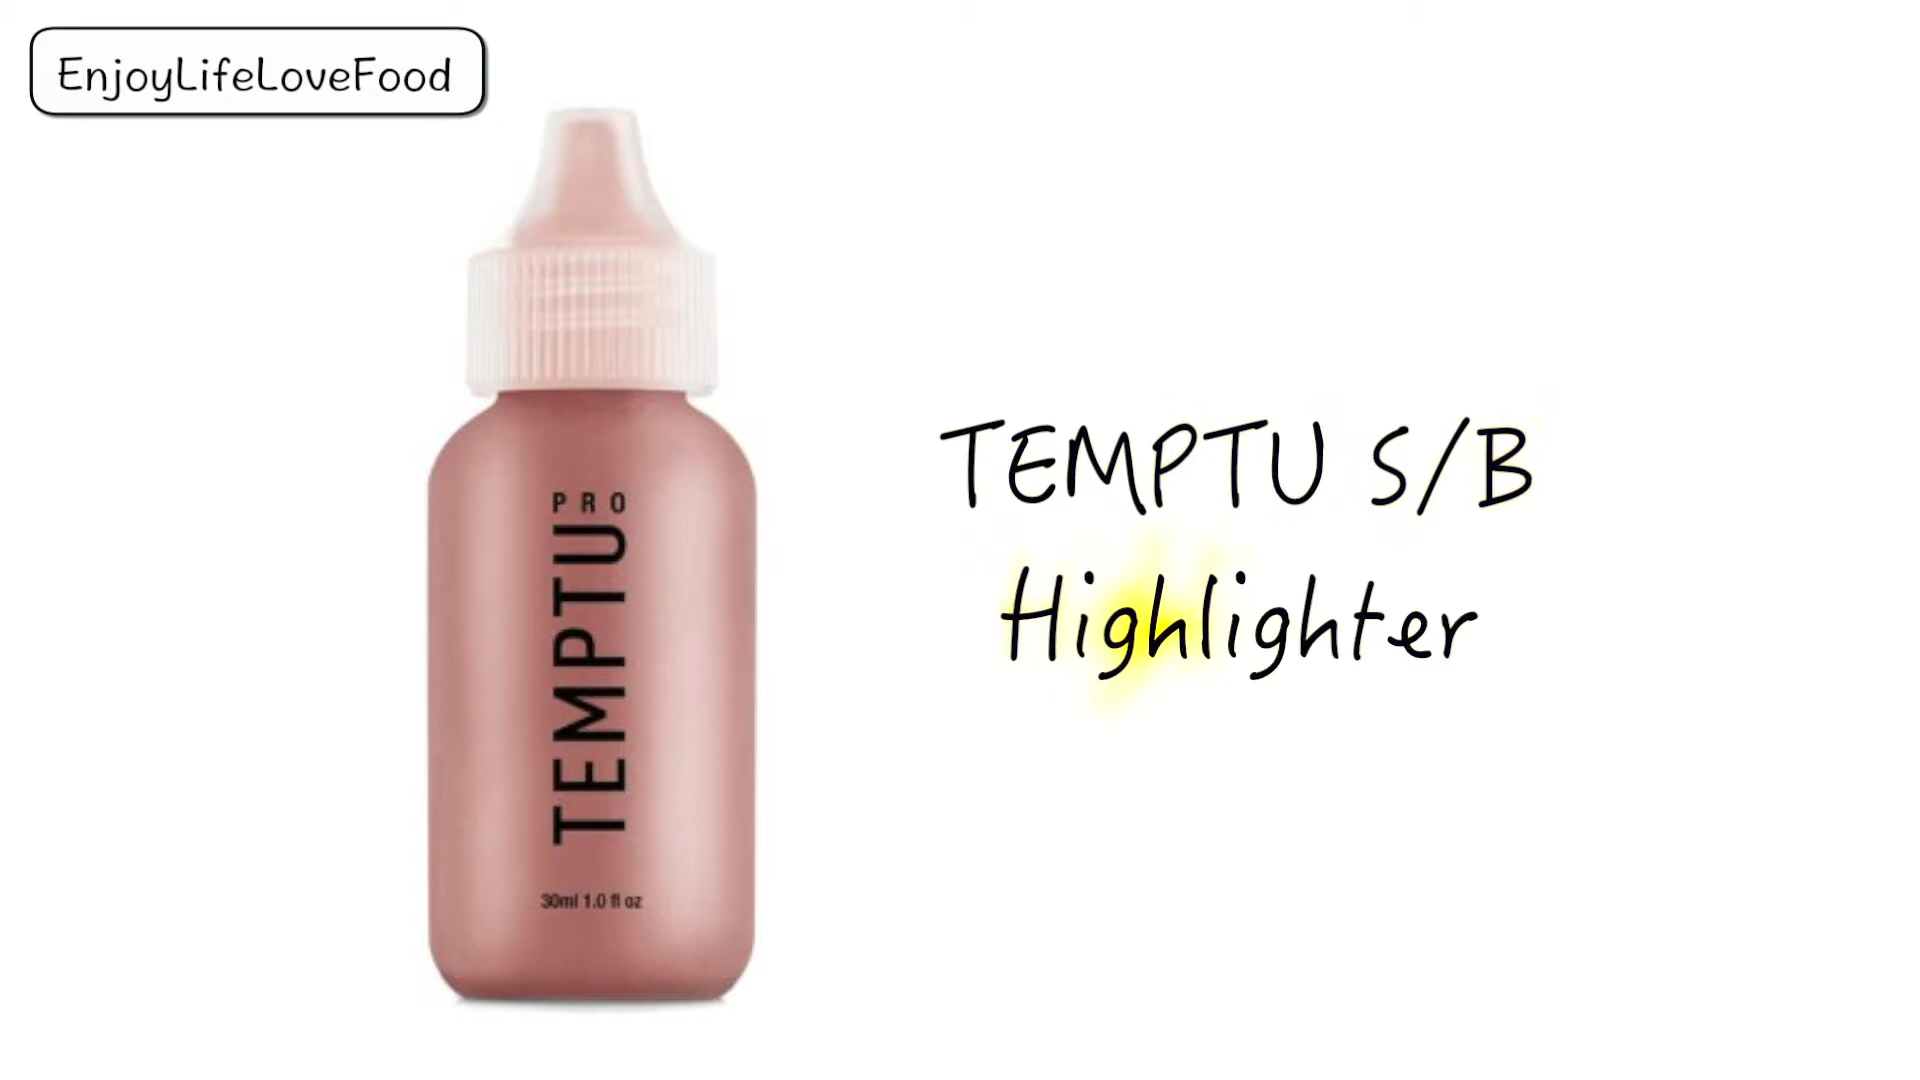 EnjoyLifeLoveFood
PRO
TEMPTU
30ml 1.0 fl oz
TEMPTU S/B
Highlighter